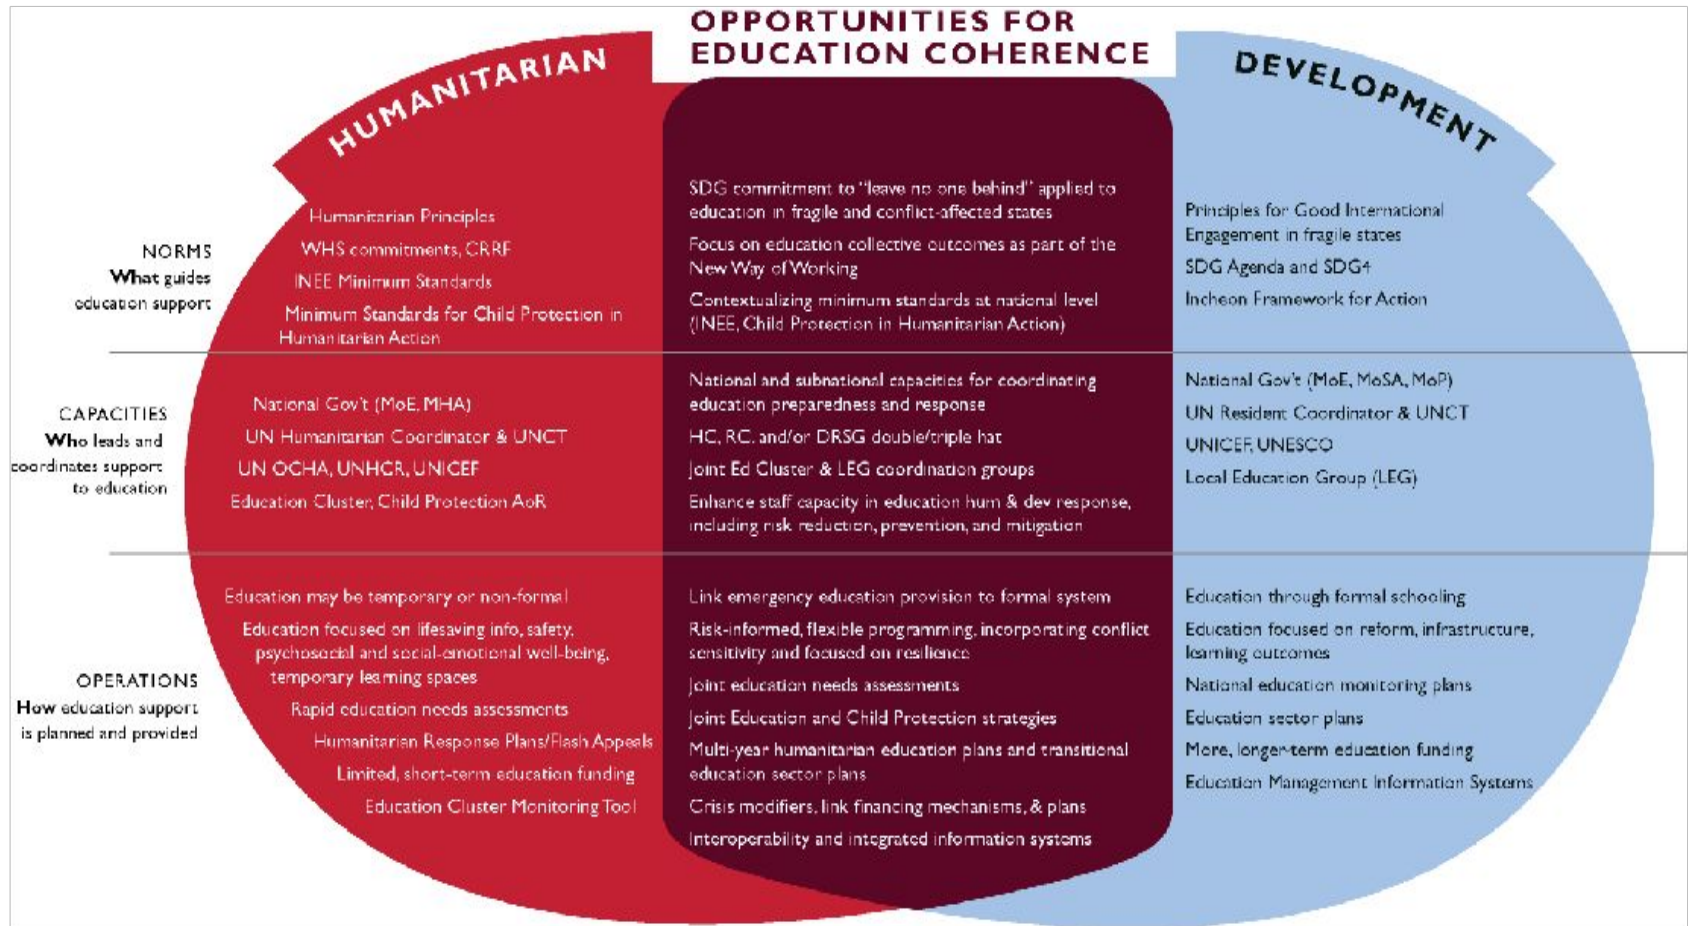 OPPORTUNITIES FOR
EDUCATION COHERENCE
HUMANITARIAN
DEVELOPMENT
NORMS
What guides
education support
Humanitarian Principles
WHS commitments, CRRF
INEE Minimum Standards
Minimum Standards for Child Protection in
Humanitarian Action
SDG commitment to "leave no one behind" applied to
education in fragile and conflict-affected states
Focus on education collective outcomes as part of the
New Way of Working
Contextualizing minimum standards at national level
(INEE, Child Protection in Humanitarian Action)
Principles for Good International
Engagement in fragile states
SDG Agenda and SDG4
Incheon Framework for Action
CAPACITIES
Who leads and
coordinates support
to education
National Gov't (MoE, MHA)
UN Humanitarian Coordinator & UNCT
UN OCHA, UNHCR, UNICEF
Education Cluster, Child Protection AoR
National and subnational capacities for coordinating
education preparedness and response
HC, RC, and/or DRSG double/triple hat
Joint Ed Cluster & LEG coordination groups
Enhance staff capacity in education hum & dev response,
including risk reduction, prevention, and mitigation
National Gov't (MoE, MoSA, MoP)
UN Resident Coordinator & UNCT
UNICEF, UNESCO
Local Education Group (LEG)
OPERATIONS
How education support
is planned and provided
Education may be temporary or non-formal
Education focused on lifesaving info, safety,
psychosocial and social-emotional well-being,
temporary learning spaces
Rapid education needs assessments
Humanitarian Response Plans/Flash Appeals
Limited, short-term education funding
Education Cluster Monitoring Tool
Link emergency education provision to formal system
Risk-informed, flexible programming, incorporating conflict
sensitivity and focused on resilience
Joint education needs assessments
Joint Education and Child Protection strategies
Multi-year humanitarian education plans and transitional
education sector plans
Crisis modifiers, link financing mechanisms, & plans
Interoperability and integrated information systems
Education through formal schooling
Education focused on reform, infrastructure,
learning outcomes
National education monitoring plans
Education sector plans
More, longer-term education funding
Education Management Information Systems